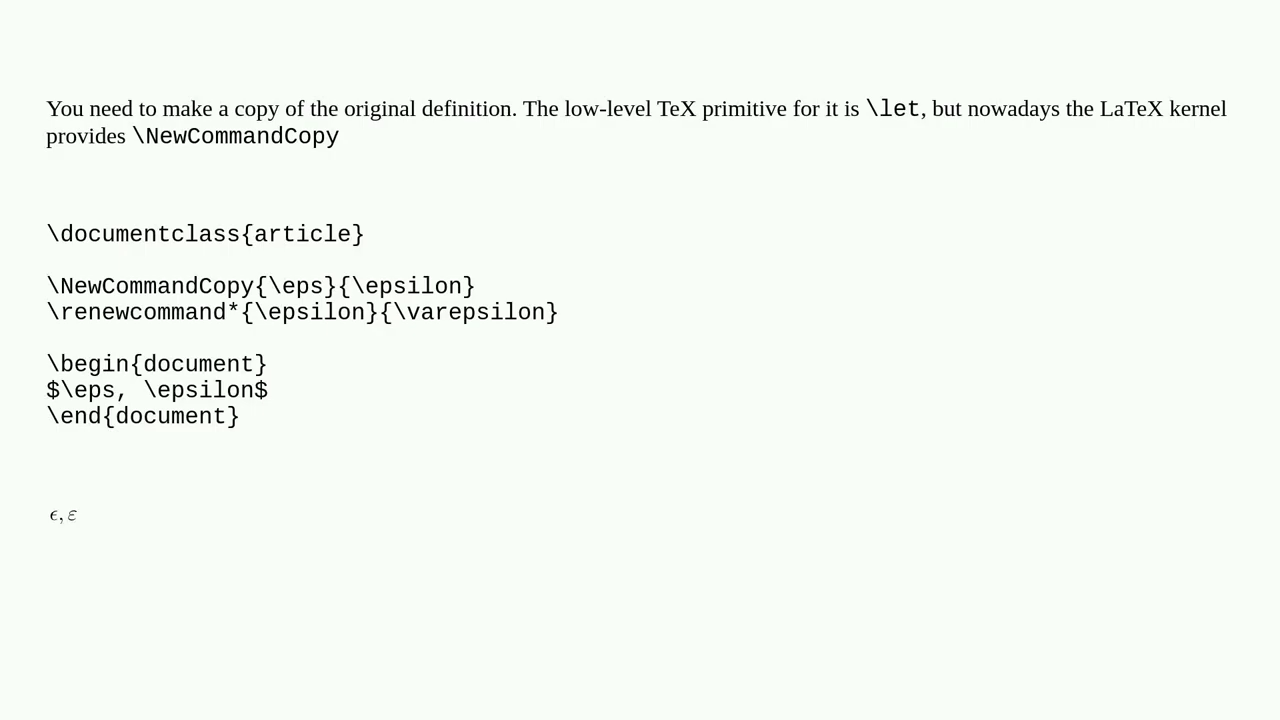 You need to make a copy of the original definition. The low-level TeX primitive for it is \let, but nowadays the LaTeX kernel
provides \NewCommandCopy
\documentclass{article}
\NewCommandCopy{\eps}{\epsilon}
\renewcommand*{\epsilon}{\varepsilon}
\begin{document}
$\eps, \epsilon$
\end{document}
ϵ, ε